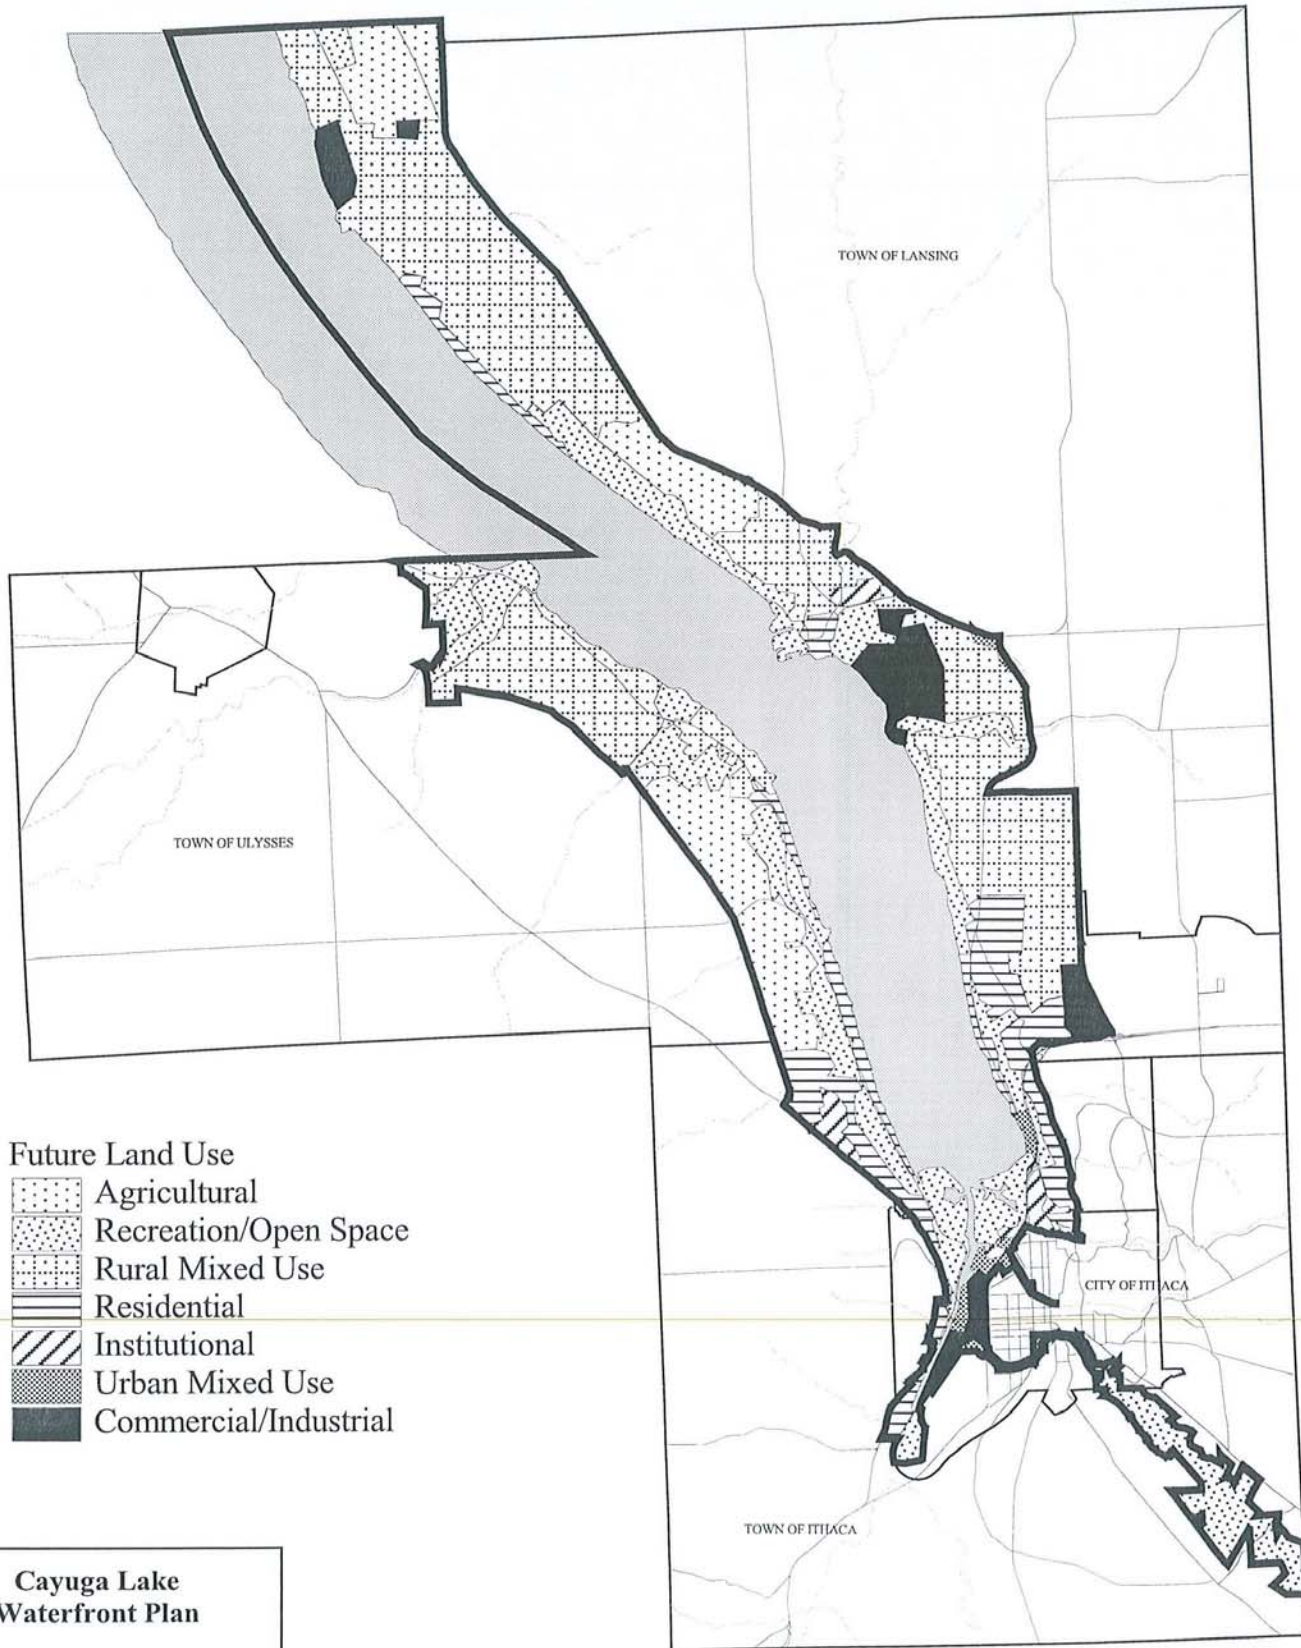 TOWN OF LANSING
TOWN OF ULYSSES
Future Land Use
Agricultural
Recreation/Open Space
Rural Mixed Use
Residential
Institutional
Urban Mixed Use
Commercial/Industrial
CITY OF ITHACA
TOWN OF ITHACA
Cayuga Lake
Waterfront Plan